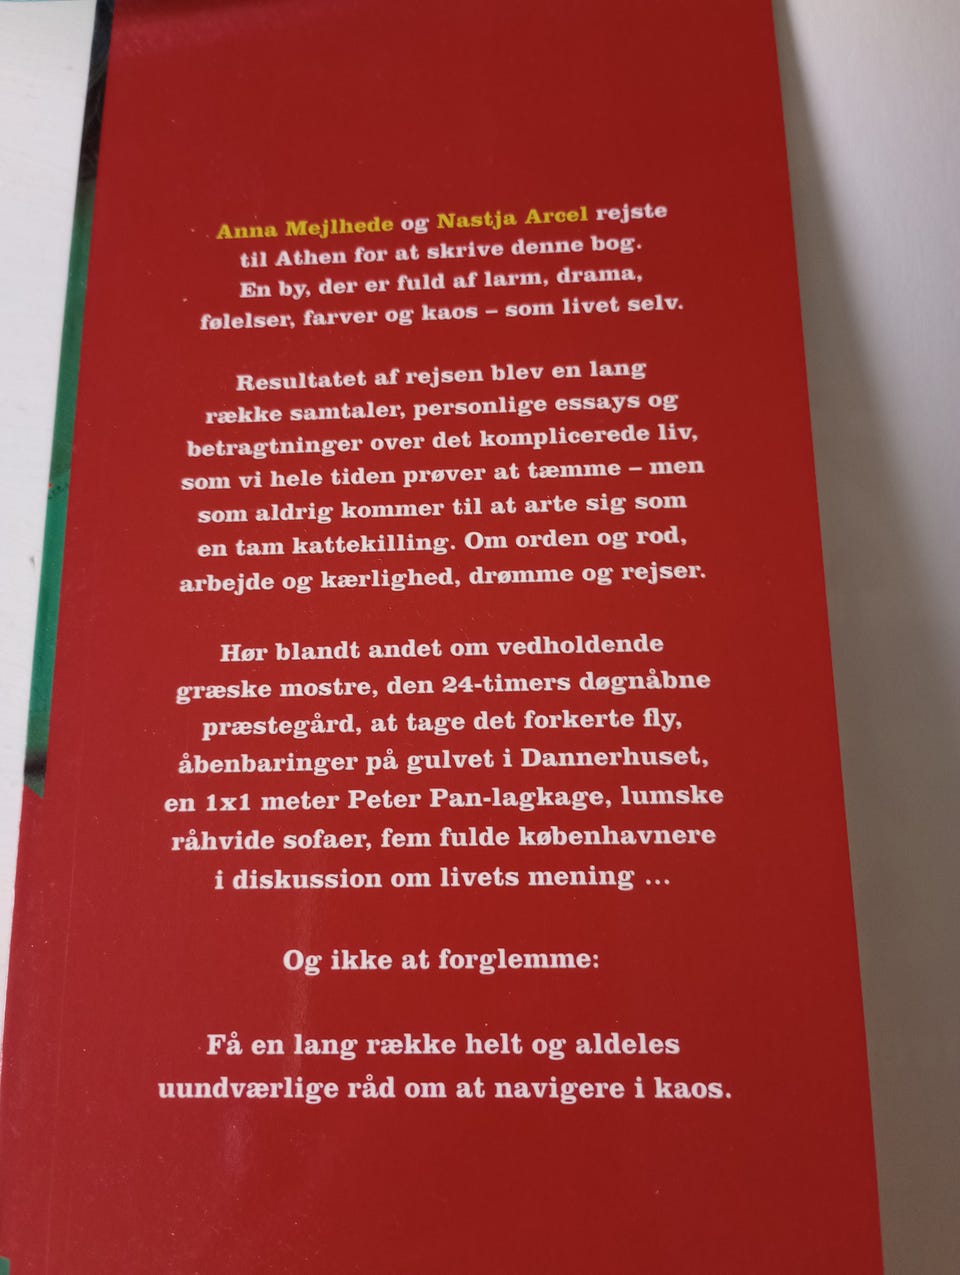 Anna Mejlhede og Nastja Arcel rejste
til Athen for at skrive denne bog.
En by, der er fuld af larm, drama,
følelser, farver og kaos – som livet selv.
Resultatet af rejsen blev en lang
række samtaler, personlige essays og
betragtninger over det komplicerede liv,
som vi hele tiden prøver at tæmme – men
som aldrig kommer til at arte sig som
en tam kattekilling. Om orden og rod,
arbejde og kærlighed, drømme og rejser.
Hør blandt andet om vedholdende
græske mostre, den 24-timers døgnåbne
præstegård, at tage det forkerte fly,
åbenbaringer på gulvet i Dannerhuset,
en 1x1 meter Peter Pan-lagkage, lumske
råhvide sofaer, fem fulde københavnere
i diskussion om livets mening ...
Og ikke at forglemme:
Få en lang række helt og aldeles
uundværlige råd om at navigere i kaos.